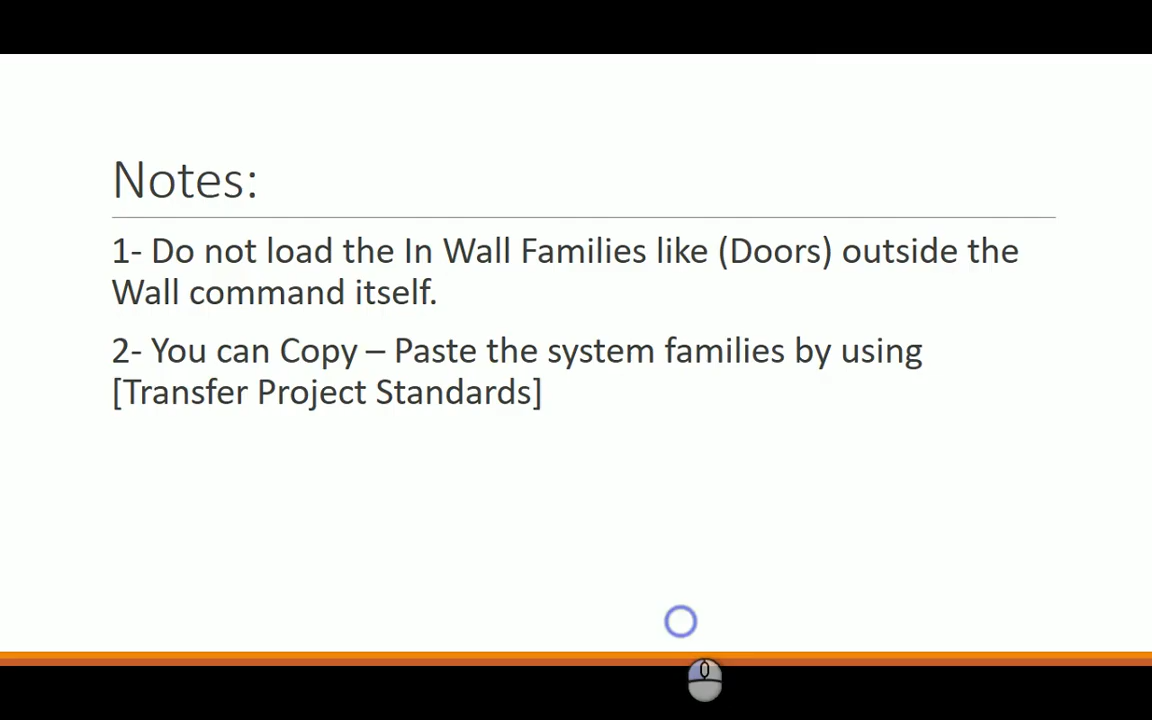 Notes:
1- Do not load the In Wall Families like (Doors) outside the
Wall command itself.
2- You can Copy – Paste the system families by using
[Transfer Project Standards]